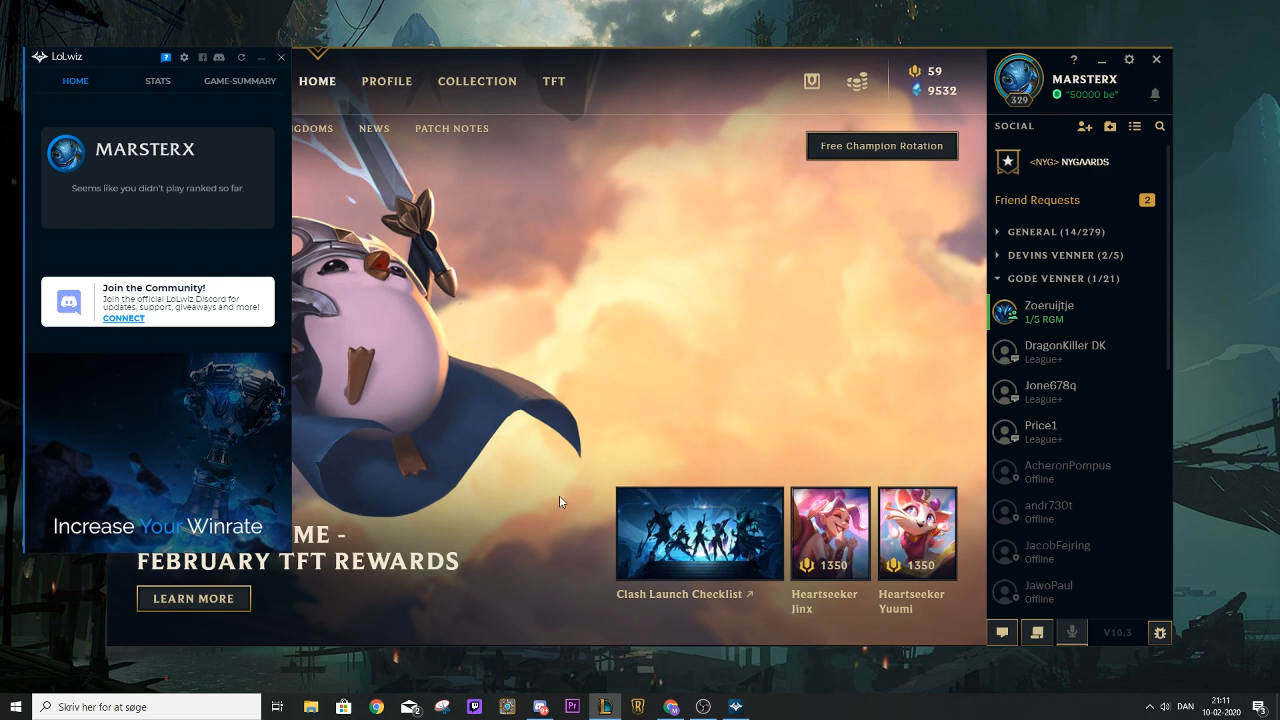 LoLwiz
HOME STATS GAME-SUMMARY
MARSTERX
Seems like you didn't play ranked so far.
Join the Community!
Join the official LoLwiz Discord for
updates, support, giveaways and more!
CONNECT
Increase Your Winrate
HOME PROFILE COLLECTION TFT
59
9532
GDOMS NEWS PATCH NOTES
Free Champion Rotation
ME -
FEBRUARY TFT REWARDS
LEARN MORE
Clash Launch Checklist
1350
Heartseeker
Jinx
1350
Heartseeker
Yuumi
?
329
MARSTERX
"50000 be"
SOCIAL
<NYG> NYGAARDS
Friend Requests 2
GENERAL (14/279)
DEVINS VENNER (2/5)
GODE VENNER (1/21)
Zoeruijtje
1/5 RGM
DragonKiller DK
League+
Jone678q
League+
Price1
League+
AcheronPompus
Offline
andr730t
Offline
JacobFejring
Offline
JawoPaul
Offline
V10.3
Skriv her for at søge
Pr
DAN
21:11
10-02-2020